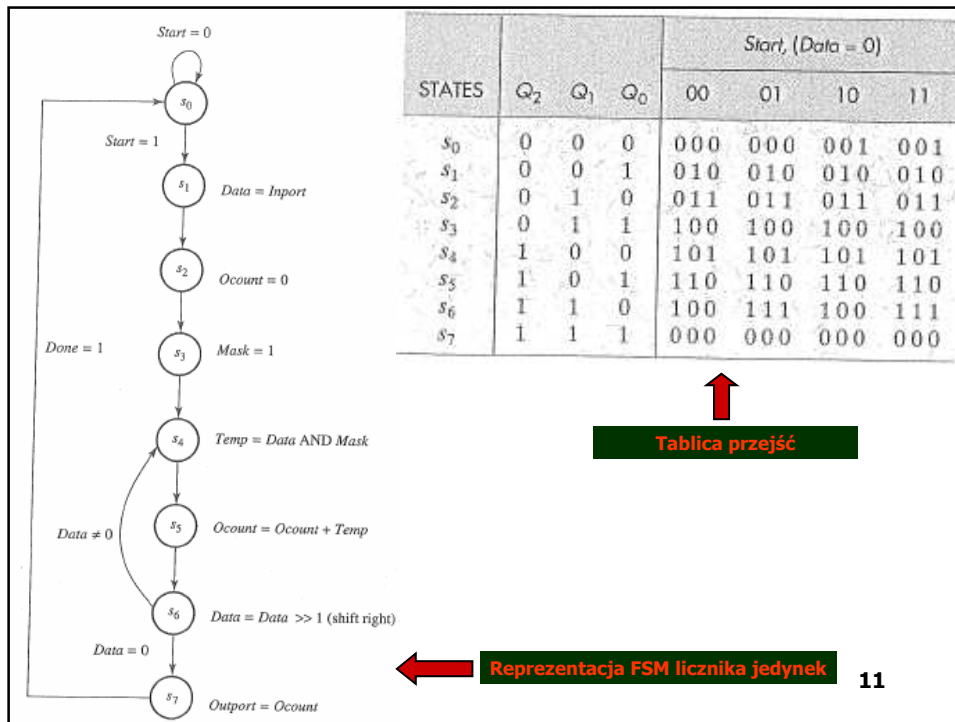 Start = 0
s0
Start = 1
s1 Data = Inport
s2 Ocount = 0
Done = 1
s3 Mask = 1
s4 Temp = Data AND Mask
Data ≠ 0
s5 Ocount = Ocount + Temp
s6 Data = Data >> 1 (shift right)
Data = 0
s7 Outport = Ocount
Start, (Data = 0)
STATES Q2 Q1 Q0 00 01 10 11
s0 0 0 0 000 000 001 001
s1 0 0 1 010 010 010 010
s2 0 1 0 011 011 011 011
s3 0 1 1 100 100 100 100
s4 1 0 0 101 101 101 101
s5 1 0 1 110 110 110 110
s6 1 1 0 100 111 100 111
s7 1 1 1 000 000 000 000
Tablica przejść
Reprezentacja FSM licznika jedynek
11